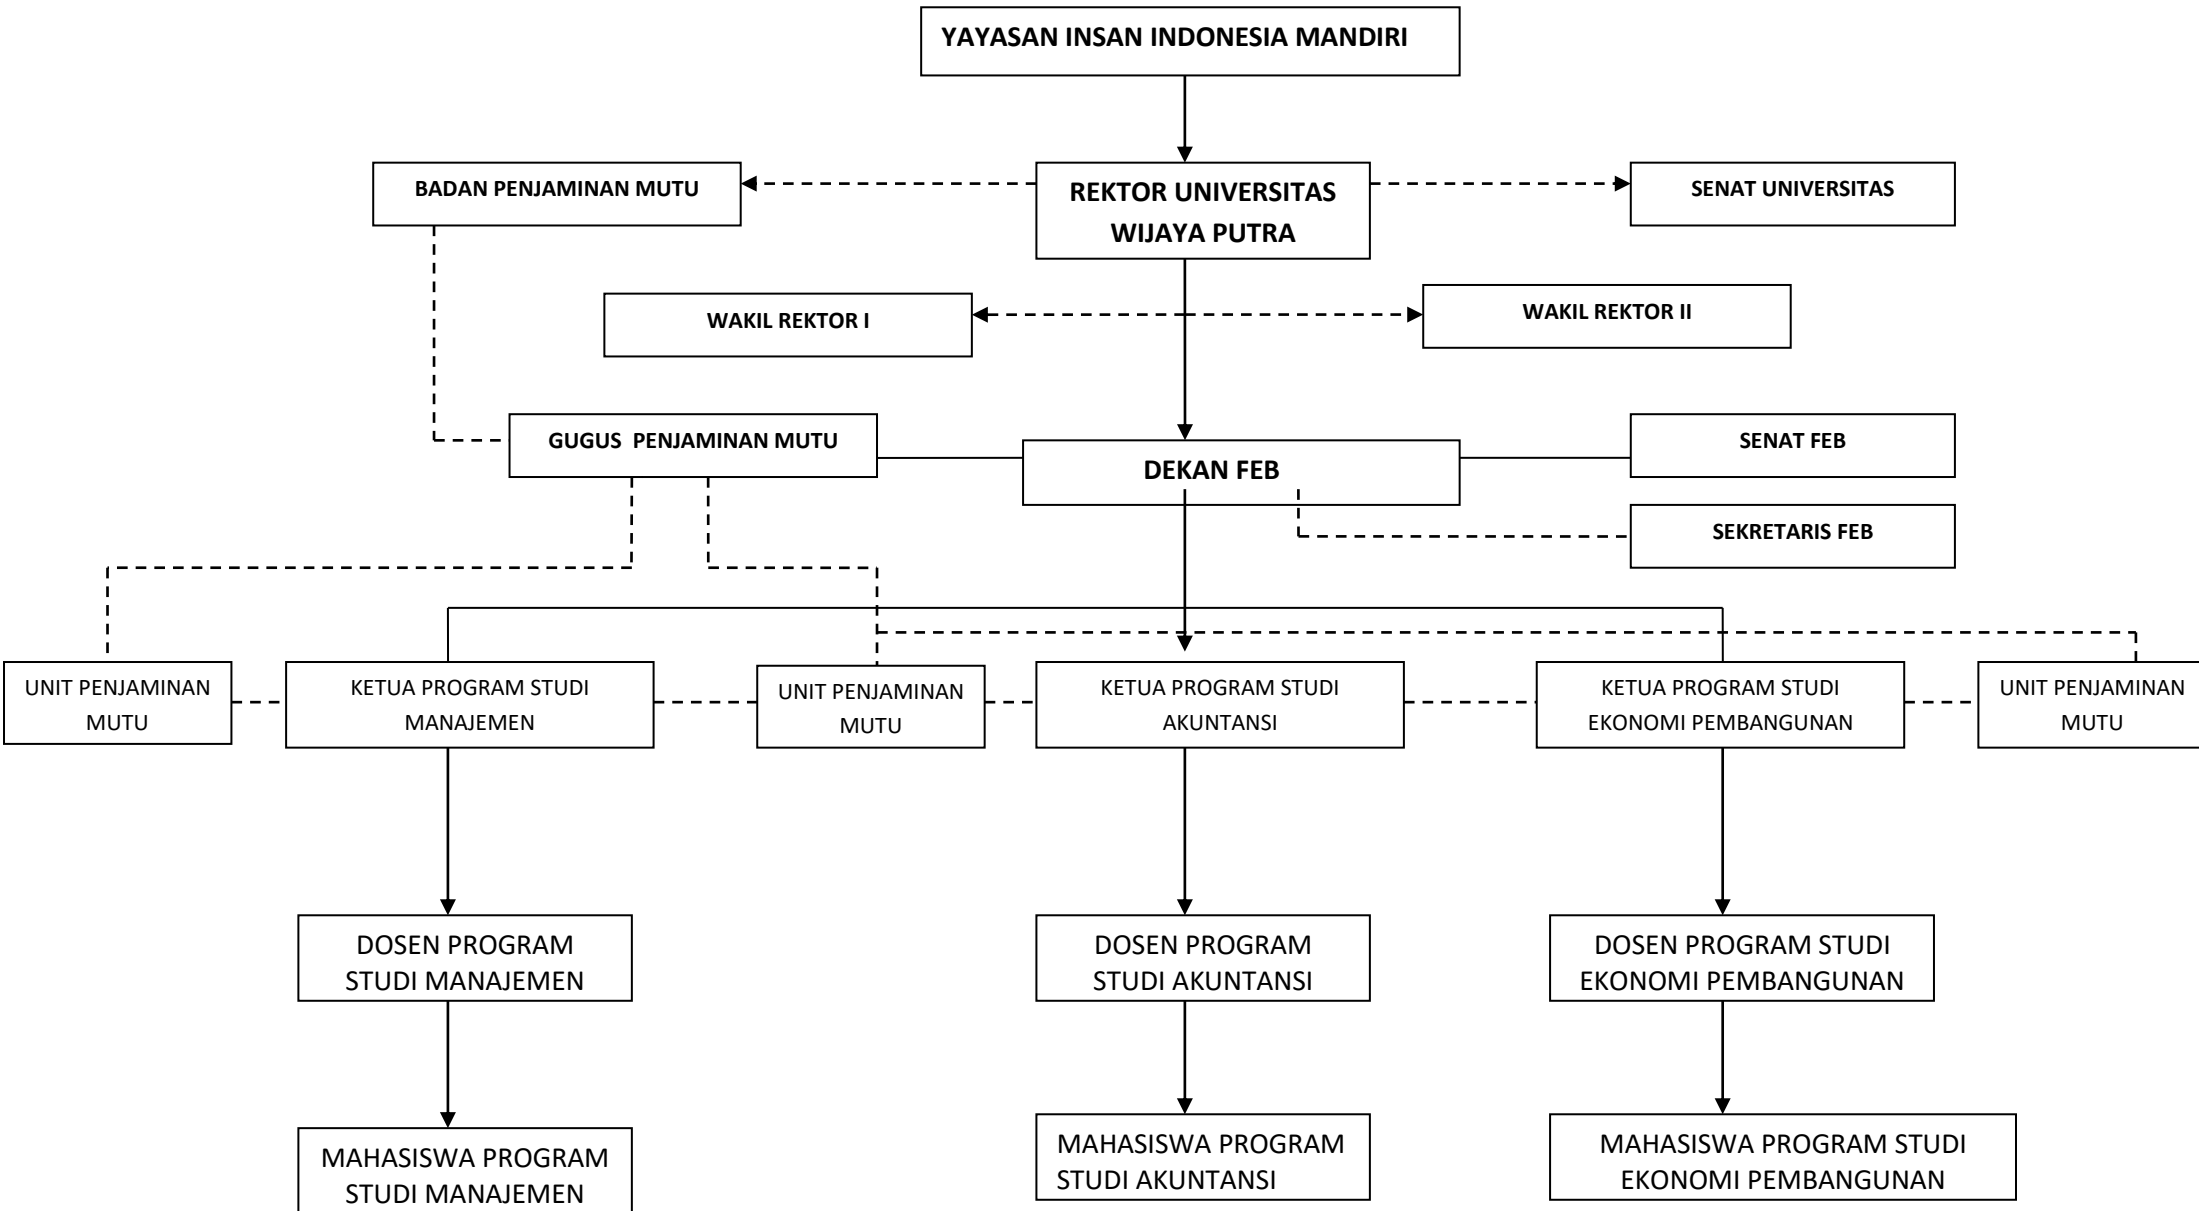 YAYASAN INSAN INDONESIA MANDIRI
BADAN PENJAMINAN MUTU
REKTOR UNIVERSITAS
WIJAYA PUTRA
SENAT UNIVERSITAS
WAKIL REKTOR I
WAKIL REKTOR II
GUGUS PENJAMINAN MUTU
DEKAN FEB
SENAT FEB
SEKRETARIS FEB
UNIT PENJAMINAN
MUTU
KETUA PROGRAM STUDI
MANAJEMEN
UNIT PENJAMINAN
MUTU
KETUA PROGRAM STUDI
AKUNTANSI
KETUA PROGRAM STUDI
EKONOMI PEMBANGUNAN
UNIT PENJAMINAN
MUTU
DOSEN PROGRAM
STUDI MANAJEMEN
DOSEN PROGRAM
STUDI AKUNTANSI
DOSEN PROGRAM STUDI
EKONOMI PEMBANGUNAN
MAHASISWA PROGRAM
STUDI MANAJEMEN
MAHASISWA PROGRAM
STUDI AKUNTANSI
MAHASISWA PROGRAM STUDI
EKONOMI PEMBANGUNAN